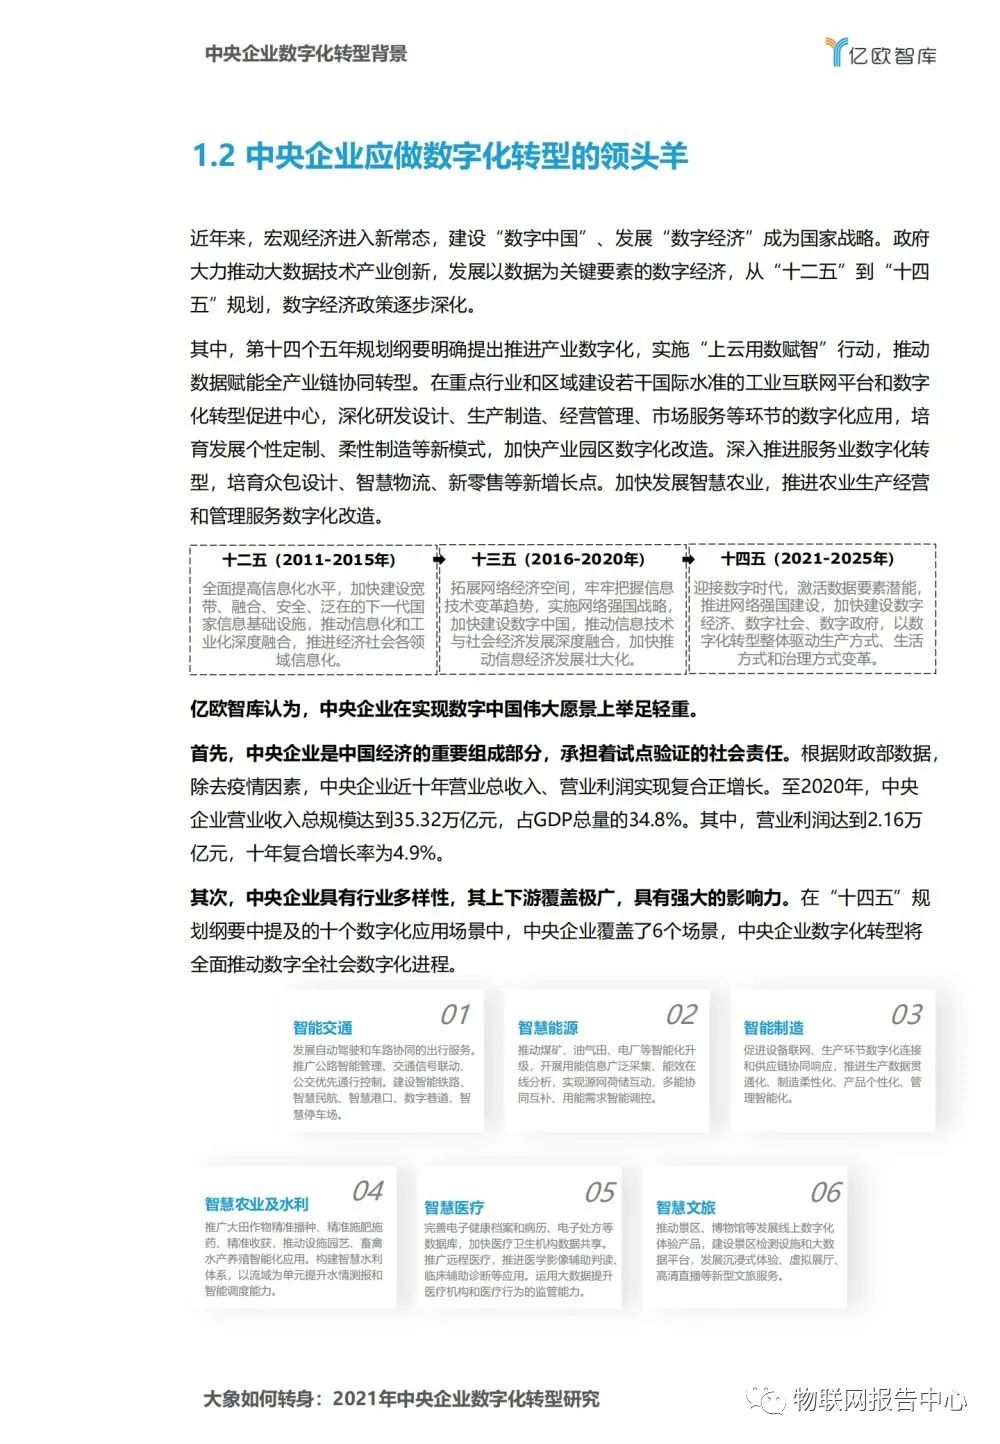 中央企业数字化转型背景
亿欧智库
1.2 中央企业应做数字化转型的领头羊
近年来，宏观经济进入新常态，建设“数字中国”、发展“数字经济”成为国家战略。政府
大力推动大数据技术产业创新，发展以数据为关键要素的数字经济，从“十二五”到“十四
五”规划，数字经济政策逐步深化。
其中，第十四个五年规划纲要明确提出推进产业数字化，实施“上云用数赋智”行动，推动
数据赋能全产业链协同转型。在重点行业和区域建设若干国际水准的工业互联网平台和数字
化转型促进中心，深化研发设计、生产制造、经营管理、市场服务等环节的数字化应用，培
育发展个性定制、柔性制造等新模式，加快产业园区数字化改造。深入推进服务业数字化转
型，培育众包设计、智慧物流、新零售等新增长点。加快发展智慧农业，推进农业生产经营
和管理服务数字化改造。
十二五（2011-2015年）
全面提高信息化水平，加快建设宽
带、融合、安全、泛在的下一代国
家信息基础设施，推动信息化和工
业化深度融合，推进经济社会各领
域信息化。
十三五（2016-2020年）
拓展网络经济空间，牢牢把握信息
技术变革趋势，实施网络强国战略，
加快建设数字中国，推动信息技术
与社会经济发展深度融合，加快推
动信息经济发展壮大化。
十四五（2021-2025年）
迎接数字时代，激活数据要素潜能，
推进网络强国建设，加快建设数字
经济、数字社会、数字政府，以数
字化转型整体驱动生产方式、生活
方式和治理方式变革。
亿欧智库认为，中央企业在实现数字中国伟大愿景上举足轻重。
首先，中央企业是中国经济的重要组成部分，承担着试点验证的社会责任。根据财政部数据，
除去疫情因素，中央企业近十年营业总收入、营业利润实现复合正增长。至2020年，中央
企业营业收入总规模达到35.32万亿元，占GDP总量的34.8%。其中，营业利润达到2.16万
亿元，十年复合增长率为4.9%。
其次，中央企业具有行业多样性，其上下游覆盖极广，具有强大的影响力。在“十四五”规
划纲要中提及的十个数字化应用场景中，中央企业覆盖了6个场景，中央企业数字化转型将
全面推动数字全社会数字化进程。
01
智能交通
发展自动驾驶和车路协同的出行服务。
推广公路智能管理、交通信号联动、
公交优先通行控制。建设智能铁路、
智慧民航、智慧港口、数字巷道、智
慧停车场。
02
智慧能源
推动煤矿、油气田、电厂等智能化升
级，开展用能信息广泛采集、能效在
线分析，实现源网荷储互动、多能协
同互补、用能需求智能调控。
03
智能制造
促进设备联网、生产环节数字化连接
和供应链协同响应，推进生产数据贯
通化、制造柔性化、产品个性化、管
理智能化。
04
智慧农业及水利
推广大田作物精准播种、精准施肥施
药、精准收获，推动设施园艺、畜禽
水产养殖智能化应用。构建智慧水利
体系，以流域为单元提升水情测报和
智能调度能力。
05
智慧医疗
完善电子健康档案和病历、电子处方等
数据库，加快医疗卫生机构数据共享。
推广远程医疗，推进医学影像辅助判读、
临床辅助诊断等应用。运用大数据提升
医疗机构和医疗行为的监管能力。
06
智慧文旅
推动景区、博物馆等发展线上数字化
体验产品，建设景区检测设施和大数
据平台，发展沉浸式体验、虚拟展厅、
高清直播等新型文旅服务。
大象如何转身：2021年中央企业数字化转型研究
物联网报告中心